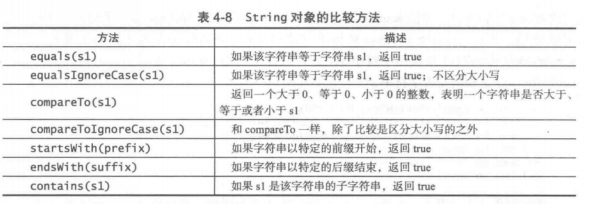 表 4-8 String 对象的比较方法
方法 描述
equals(s1) 如果该字符串等于字符串 s1，返回 true
equalsIgnoreCase(s1) 如果该字符串等于字符串 s1，返回 true；不区分大小写
compareTo(s1) 返回一个大于 0、等于 0、小于 0 的整数，表明一个字符串是否大于、
等于或者小于 s1
compareToIgnoreCase(s1) 和 compareTo 一样，除了比较是区分大小写的之外
startsWith(prefix) 如果字符串以特定的前缀开始，返回 true
endsWith(suffix) 如果字符串以特定的后缀结束，返回 true
contains(s1) 如果 s1 是该字符串的子字符串，返回 true